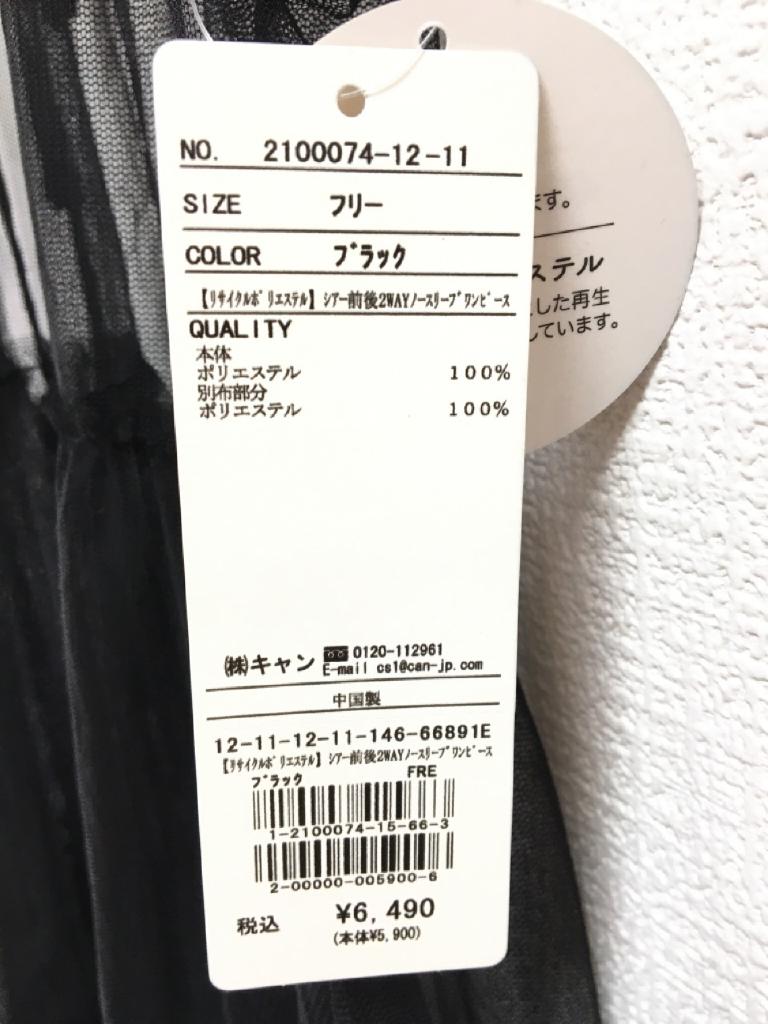 NO. 2100074-12-11
SIZE フリー
COLOR ブラック
【リサイクルポリエステル】シアー前後2WAYノースリーブワンピース
QUALITY
本体
ポリエステル 100%
別布部分
ポリエステル 100%
㈱キャン 0120-112961
E-mail cs1@can-jp.com
中国製
12-11-12-11-146-66891E
【リサイクルポリエステル】シアー前後2WAYノースリーブワンピース
ブラック FRE
1-2100074-15-66-3
2-00000-005900-6
税込 ¥6,490
(本体¥5,900)
ます。
ステル
した再生
しています。